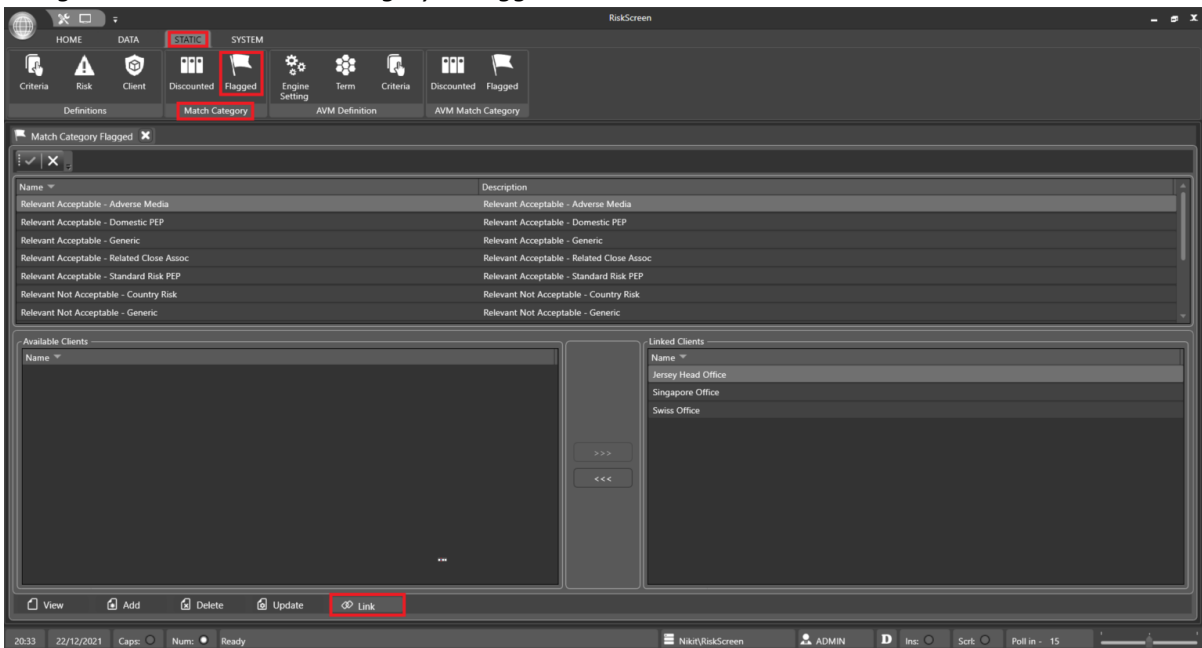 RiskScreen
HOME DATA STATIC SYSTEM
Criteria Risk Client Discounted Flagged Engine Setting Term Criteria Discounted Flagged
Definitions Match Category AVM Definition AVM Match Category
Match Category Flagged
Name Description
Relevant Acceptable - Adverse Media Relevant Acceptable - Adverse Media
Relevant Acceptable - Domestic PEP Relevant Acceptable - Domestic PEP
Relevant Acceptable - Generic Relevant Acceptable - Generic
Relevant Acceptable - Related Close Assoc Relevant Acceptable - Related Close Assoc
Relevant Acceptable - Standard Risk PEP Relevant Acceptable - Standard Risk PEP
Relevant Not Acceptable - Country Risk Relevant Not Acceptable - Country Risk
Relevant Not Acceptable - Generic Relevant Not Acceptable - Generic
Available Clients Linked Clients
Name Name
Jersey Head Office
Singapore Office
Swiss Office
>>>
<<<
View Add Delete Update Link
20:33 22/12/2021 Caps: Num: Ready Nikit\RiskScreen ADMIN D Ins: Scrl: Poll in - 15